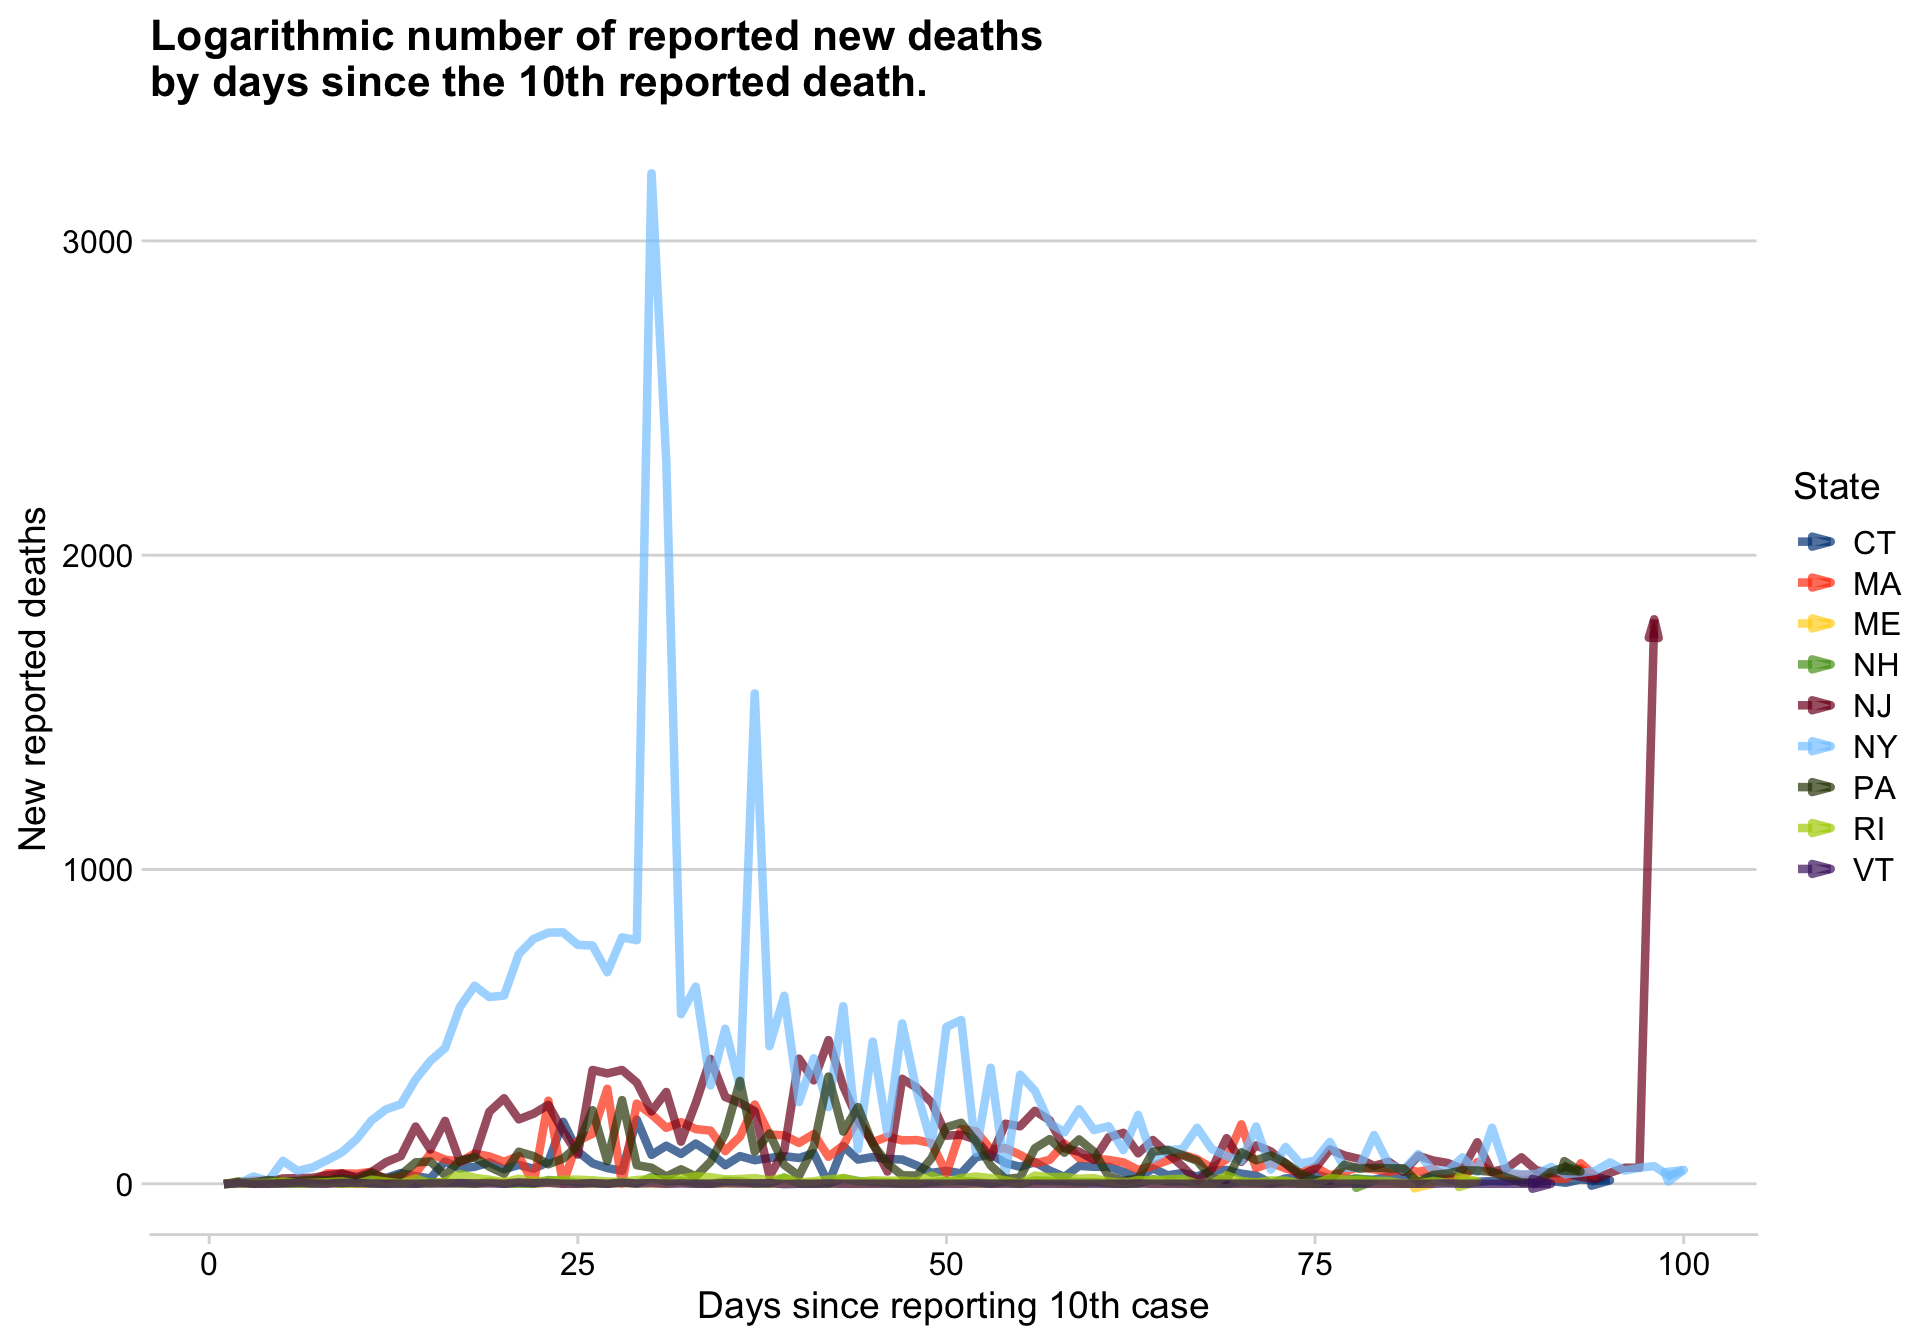 Logarithmic number of reported new deaths
by days since the 10th reported death.
New reported deaths
3000
2000
1000
0
0 25 50 75 100
Days since reporting 10th case
State
CT
MA
ME
NH
NJ
NY
PA
RI
VT